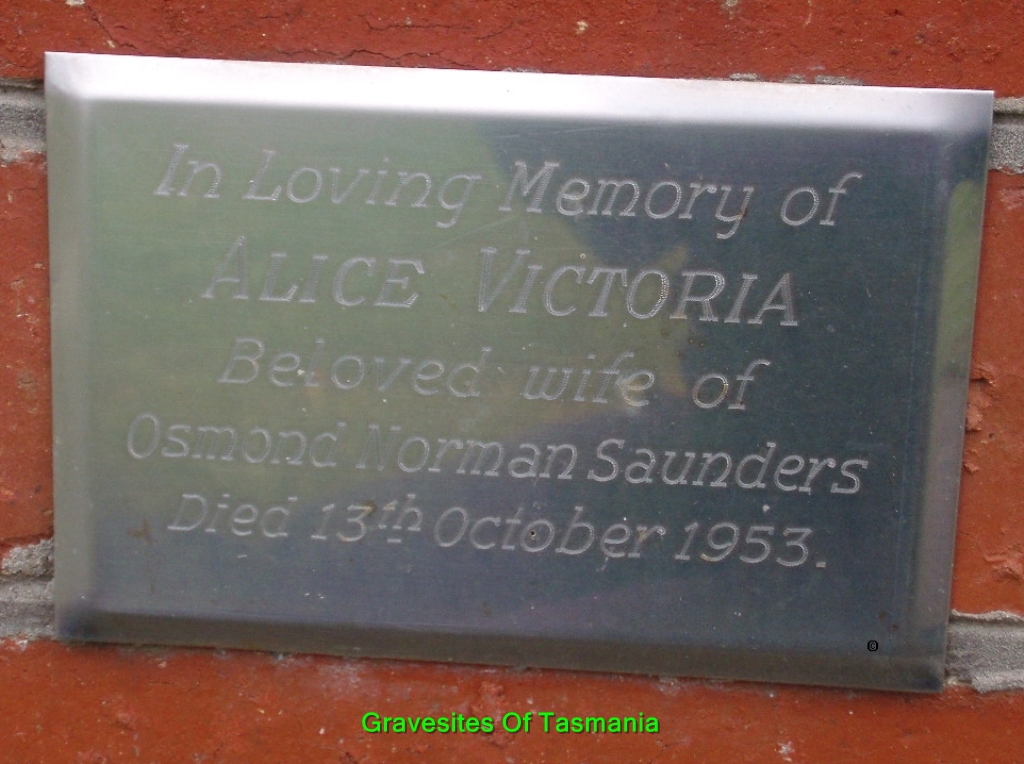 In Loving Memory of
ALICE VICTORIA
Beloved wife of
Osmond Norman Saunders
Died 13th October 1953.
©
Gravesites Of Tasmania